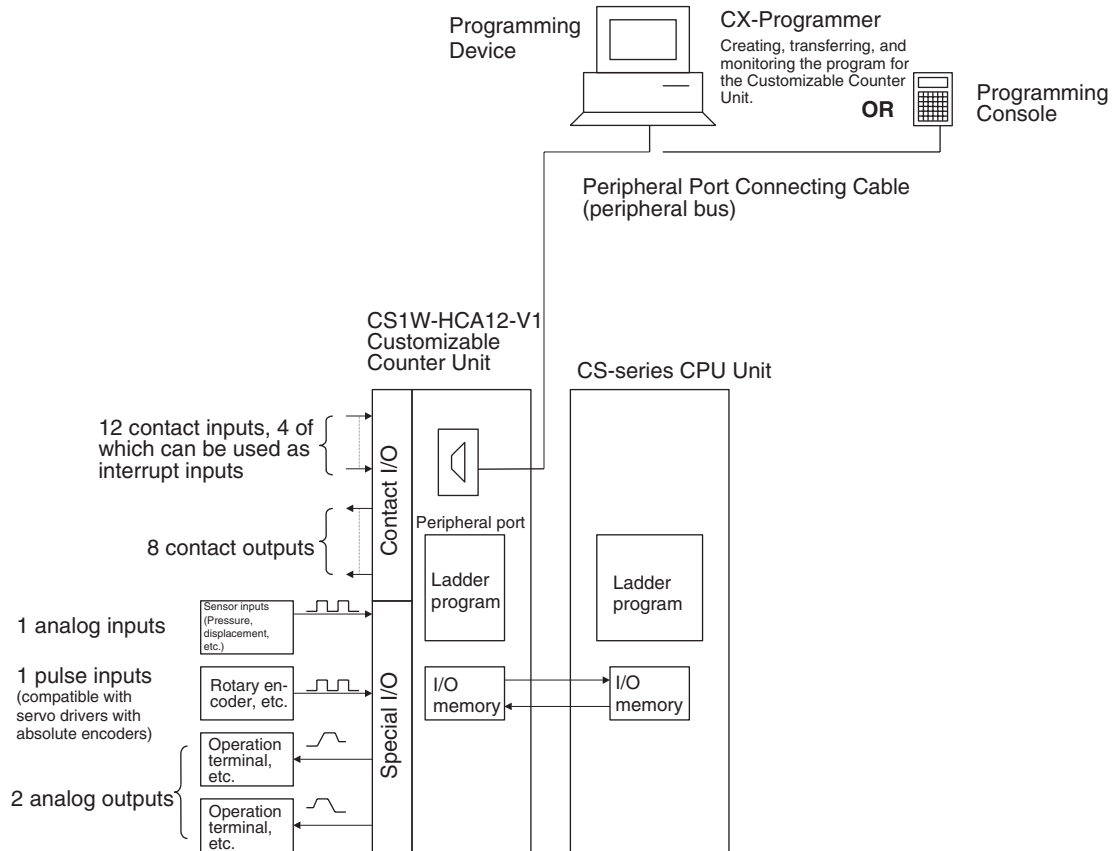 Programming
Device
CX-Programmer
Creating, transferring, and
monitoring the program for
the Customizable Counter
Unit.
OR
Programming
Console
Peripheral Port Connecting Cable
(peripheral bus)
CS1W-HCA12-V1
Customizable
Counter Unit
CS-series CPU Unit
12 contact inputs, 4 of
which can be used as
interrupt inputs
8 contact outputs
Contact I/O
Peripheral port
Ladder
program
Ladder
program
1 analog inputs
Sensor inputs
(Pressure,
displacement,
etc.)
1 pulse inputs
(compatible with
servo drivers with
absolute encoders)
Rotary en-
coder, etc.
Special I/O
I/O
memory
I/O
memory
2 analog outputs
Operation
terminal,
etc.
Operation
terminal,
etc.